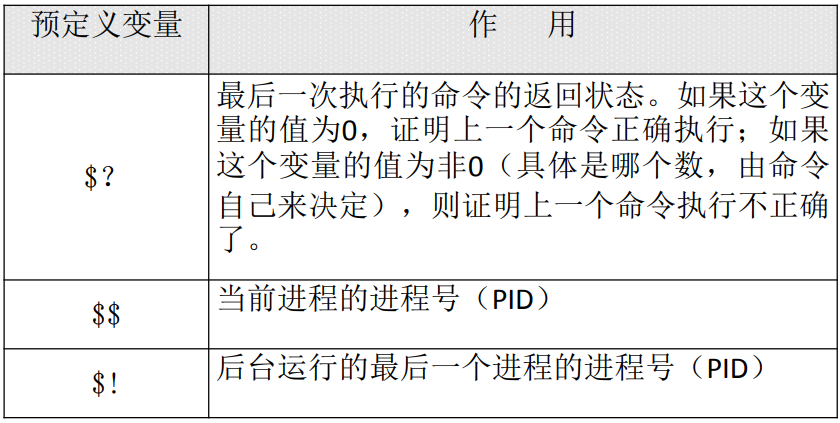 预定义变量 作 用
$?
最后一次执行的命令的返回状态。如果这个变
量的值为0，证明上一个命令正确执行；如果
这个变量的值为非0（具体是哪个数，由命令
自己来决定），则证明上一个命令执行不正确
了。
$$ 当前进程的进程号（PID）
$! 后台运行的最后一个进程的进程号（PID）